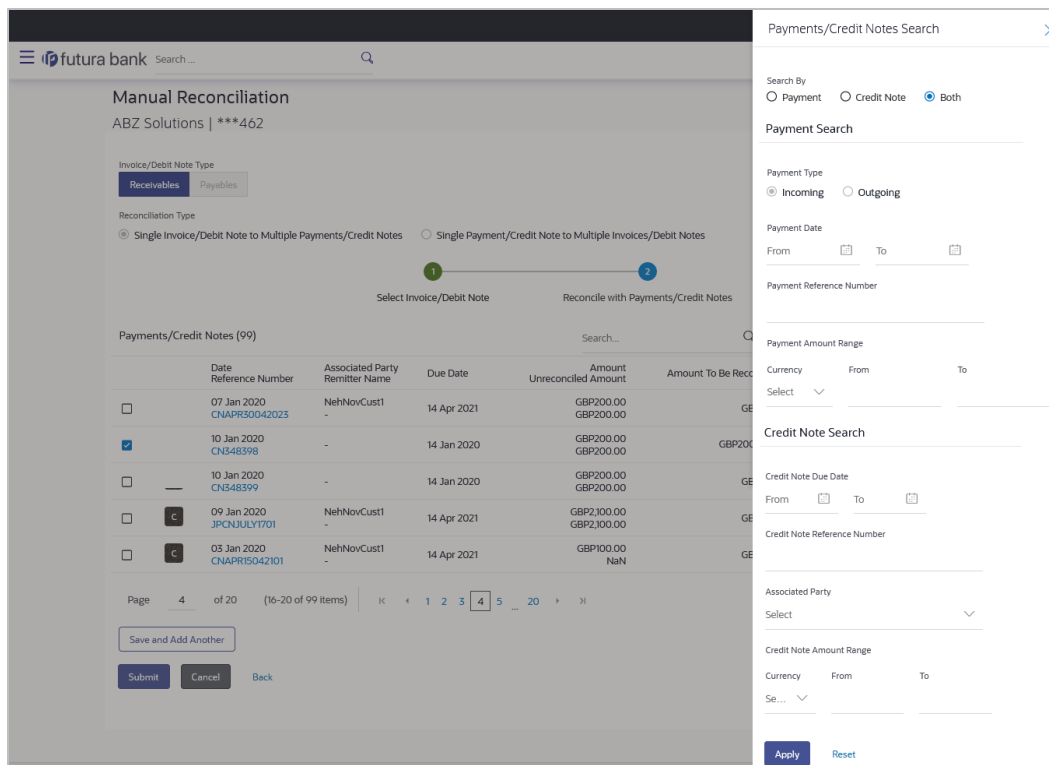 futura bank Search ...
Manual Reconciliation
ABZ Solutions | ***462
Invoice/Debit Note Type
Receivables Payables
Reconciliation Type
Single Invoice/Debit Note to Multiple Payments/Credit Notes Single Payment/Credit Note to Multiple Invoices/Debit Notes
1 2
Select Invoice/Debit Note Reconcile with Payments/Credit Notes
Payments/Credit Notes (99) Search...
Date Associated Party Due Date Amount Amount To Be Reco
Reference Number Remitter Name Unreconciled Amount
07 Jan 2020 NehNovCust1 14 Apr 2021 GBP200.00 GB
CNAPR30042023 - GBP200.00
10 Jan 2020 - 14 Jan 2020 GBP200.00 GBP200
CN348398 GBP200.00
10 Jan 2020 - 14 Jan 2020 GBP200.00 GB
CN348399 GBP200.00
C 09 Jan 2020 NehNovCust1 14 Apr 2021 GBP2,100.00 GB
JPCNJULY1701 - GBP2,100.00
C 03 Jan 2020 NehNovCust1 14 Apr 2021 GBP100.00 GB
CNAPR15042101 - NaN
Page 4 of 20 (16-20 of 99 items) 1 2 3 4 5 ... 20
Save and Add Another
Submit Cancel Back
Payments/Credit Notes Search
Search By
Payment Credit Note Both
Payment Search
Payment Type
Incoming Outgoing
Payment Date
From To
Payment Reference Number
Payment Amount Range
Currency From To
Select
Credit Note Search
Credit Note Due Date
From To
Credit Note Reference Number
Associated Party
Select
Credit Note Amount Range
Currency From To
Se...
Apply Reset